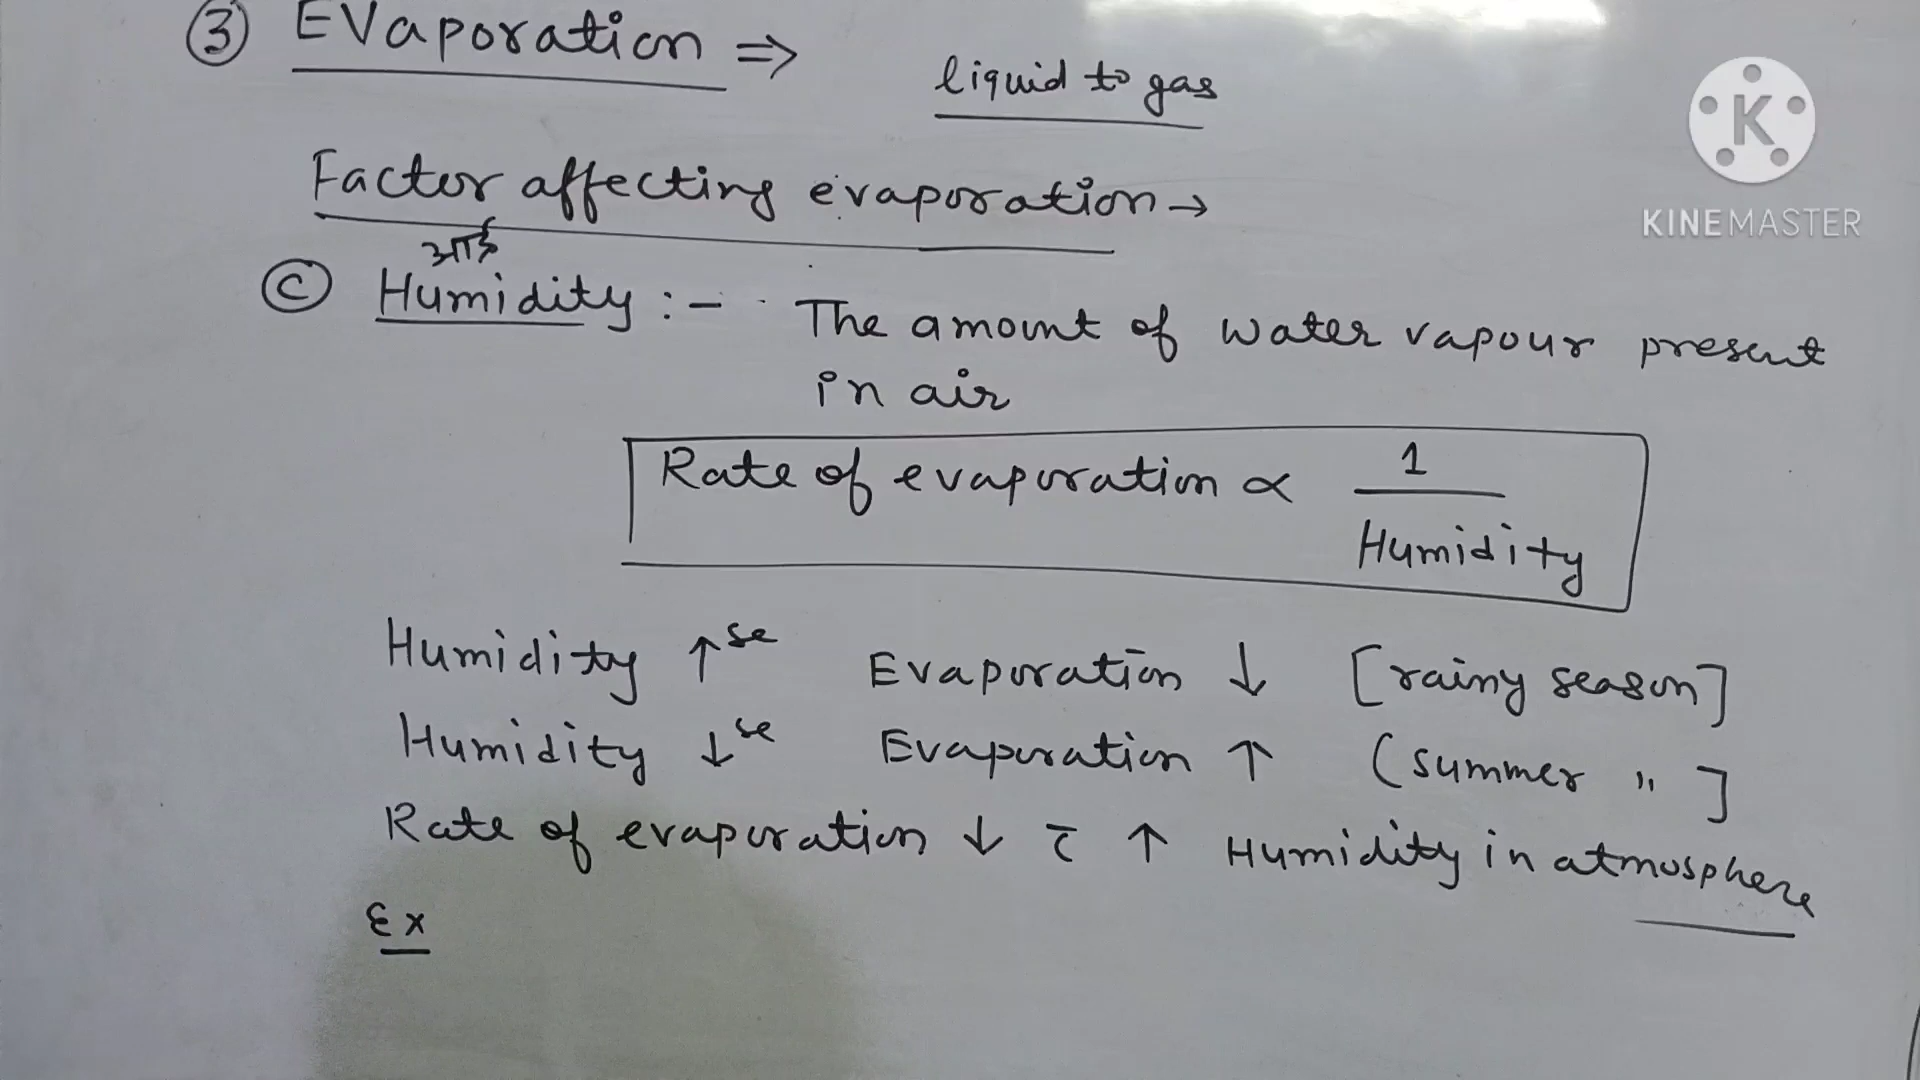 ③ Evaporation ⇒ liquid to gas
Factor affecting evaporation →
आर्द्र
Ⓒ Humidity :- The amount of water vapour present
in air
Rate of evaporation ∝ 1 / Humidity
Humidity ↑se Evaporation ↓ [rainy season]
Humidity ↓se Evaporation ↑ (summer " ]
Rate of evaporation ↓ c̄ ↑ Humidity in atmosphere
Ex
K
KINEMASTER